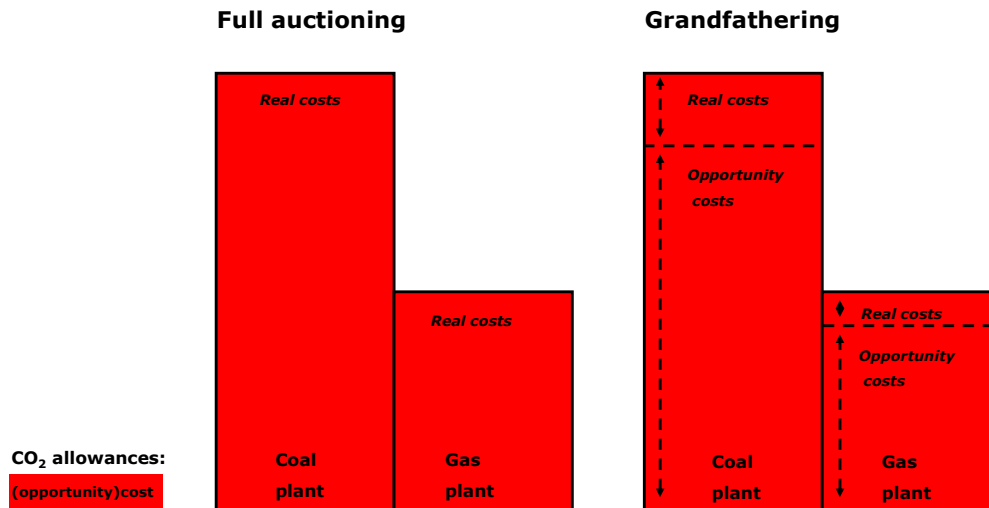 Full auctioning
Grandfathering
Real costs
Real costs
Opportunity
costs
Real costs
Real costs
Opportunity
costs
CO₂ allowances:
(opportunity)cost
Coal
plant
Gas
plant
Coal
plant
Gas
plant